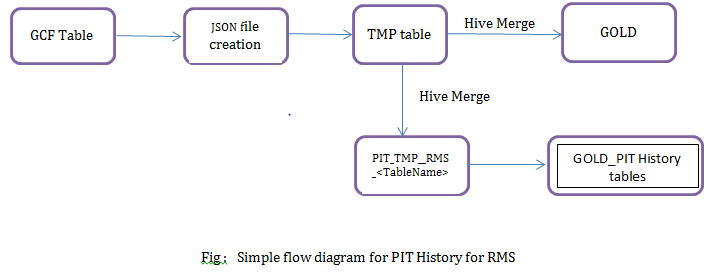 GCF Table
JSON file
creation
TMP table
Hive Merge
GOLD
Hive Merge
PIT_TMP_RMS
_<TableName>
GOLD_PIT History
tables
Fig : Simple flow diagram for PIT History for RMS